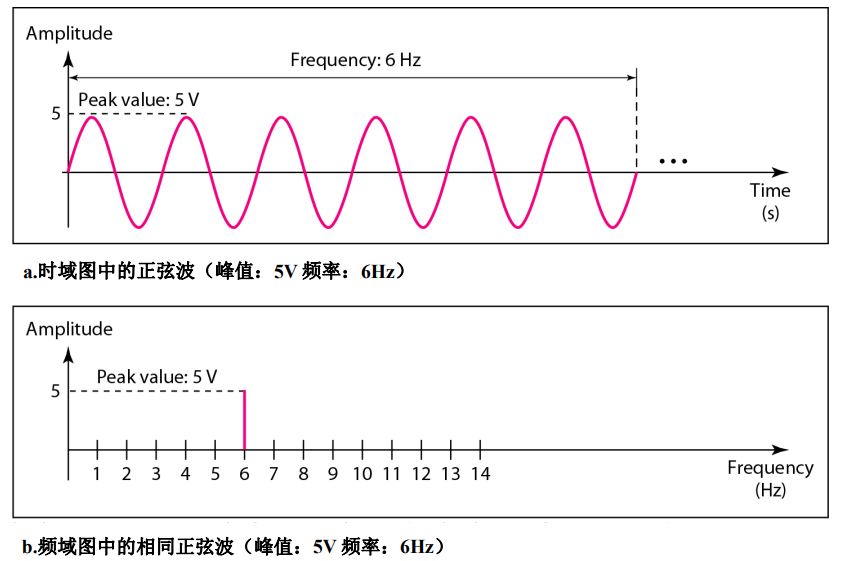 Amplitude
Frequency: 6 Hz
Peak value: 5 V
5
...
Time
(s)
a.时域图中的正弦波（峰值：5V 频率：6Hz）
Amplitude
Peak value: 5 V
5
1 2 3 4 5 6 7 8 9 10 11 12 13 14
Frequency
(Hz)
b.频域图中的相同正弦波（峰值：5V 频率：6Hz）